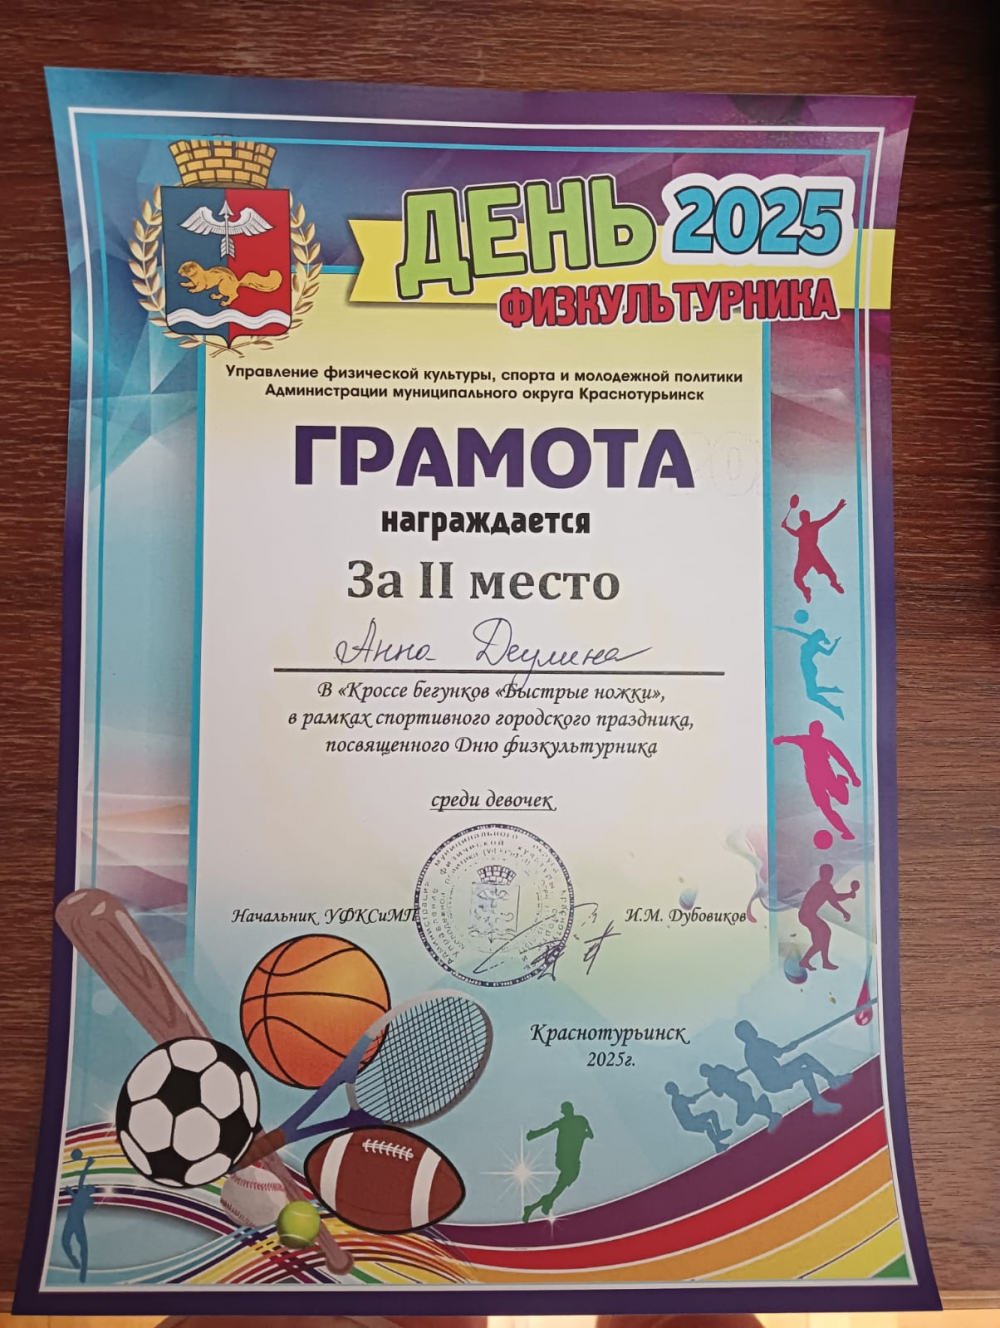 ДЕНЬ 2025
ФИЗКУЛЬТУРНИКА
Управление физической культуры, спорта и молодежной политики
Администрации муниципального округа Краснотурьинск
ГРАМОТА
награждается
За II место
Анна Деулина
В «Кроссе бегунков «Быстрые ножки»,
в рамках спортивного городского праздника,
посвященного Дню физкультурника
среди девочек
Начальник УФКСиМП
И.М. Дубовиков
Краснотурьинск
2025г.